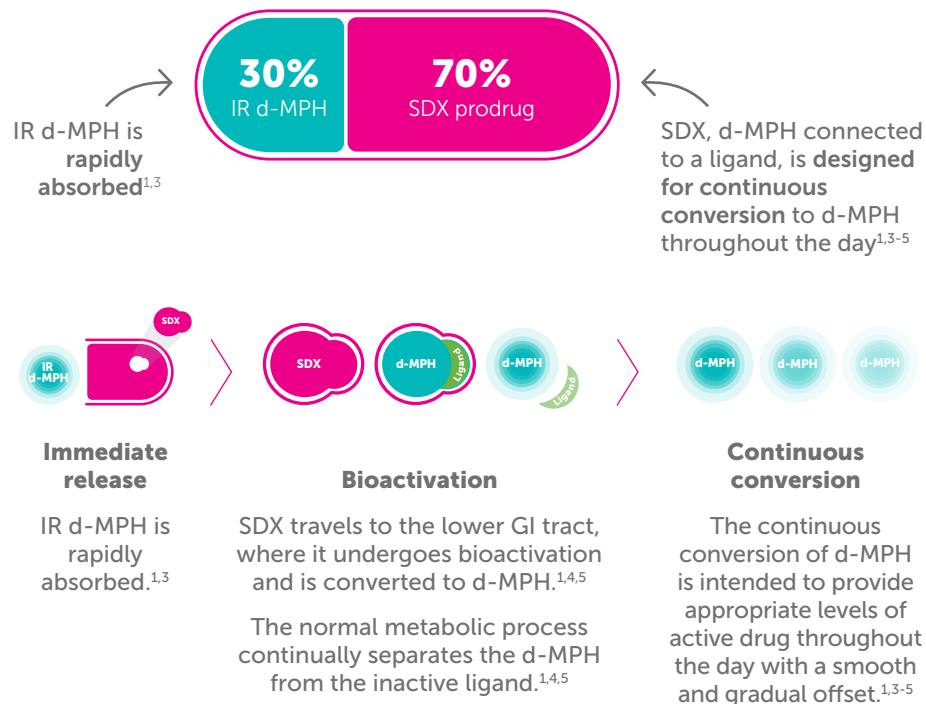 30%
IR d-MPH
70%
SDX prodrug
IR d-MPH is
rapidly
absorbed1,3
SDX, d-MPH connected
to a ligand, is designed
for continuous
conversion to d-MPH
throughout the day1,3-5
IR
d-MPH
SDX
SDX
d-MPH
Ligand
d-MPH
Ligand
d-MPH
d-MPH
d-MPH
Immediate
release
IR d-MPH is
rapidly
absorbed.1,3
Bioactivation
SDX travels to the lower GI tract,
where it undergoes bioactivation
and is converted to d-MPH.1,4,5
The normal metabolic process
continually separates the d-MPH
from the inactive ligand.1,4,5
Continuous
conversion
The continuous
conversion of d-MPH
is intended to provide
appropriate levels of
active drug throughout
the day with a smooth
and gradual offset.1,3-5